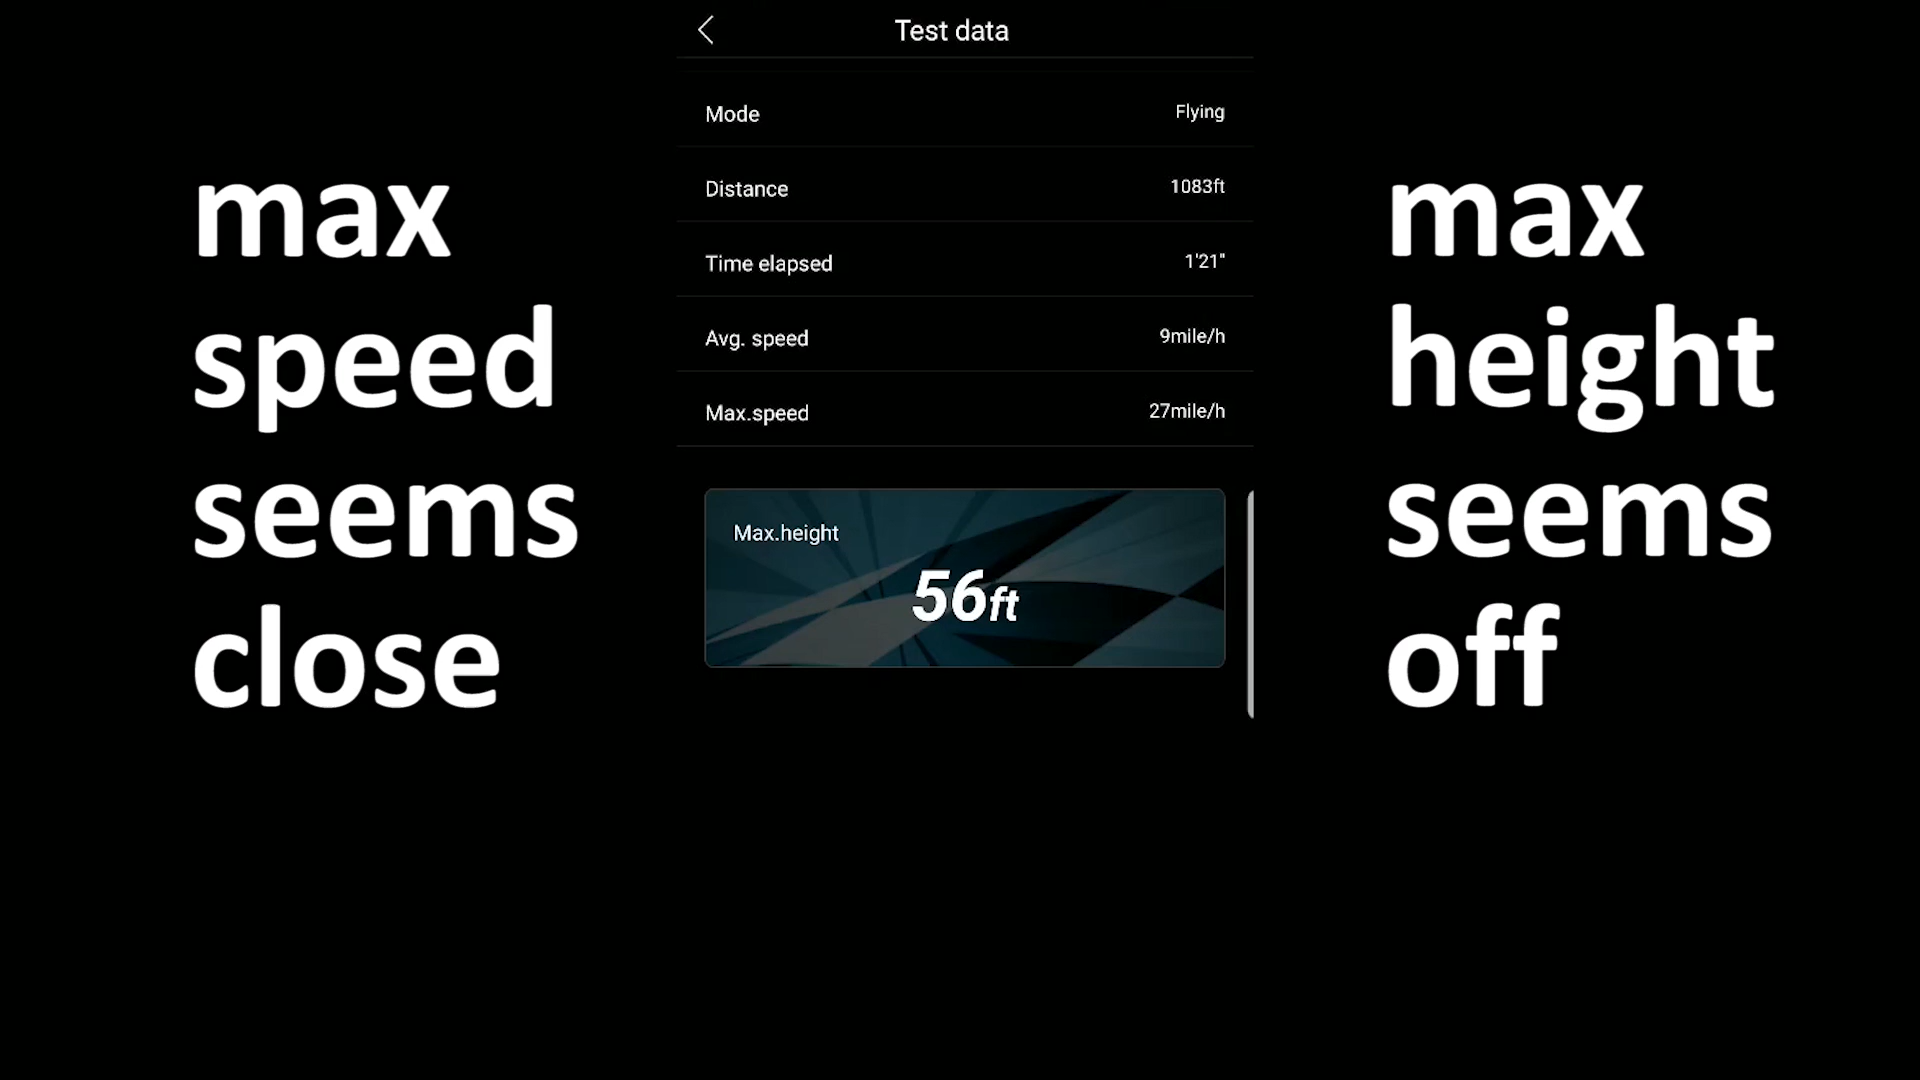 max
speed
seems
close
Test data
Mode Flying
Distance 1083ft
Time elapsed 1'21"
Avg. speed 9mile/h
Max.speed 27mile/h
Max.height
56ft
max
height
seems
off